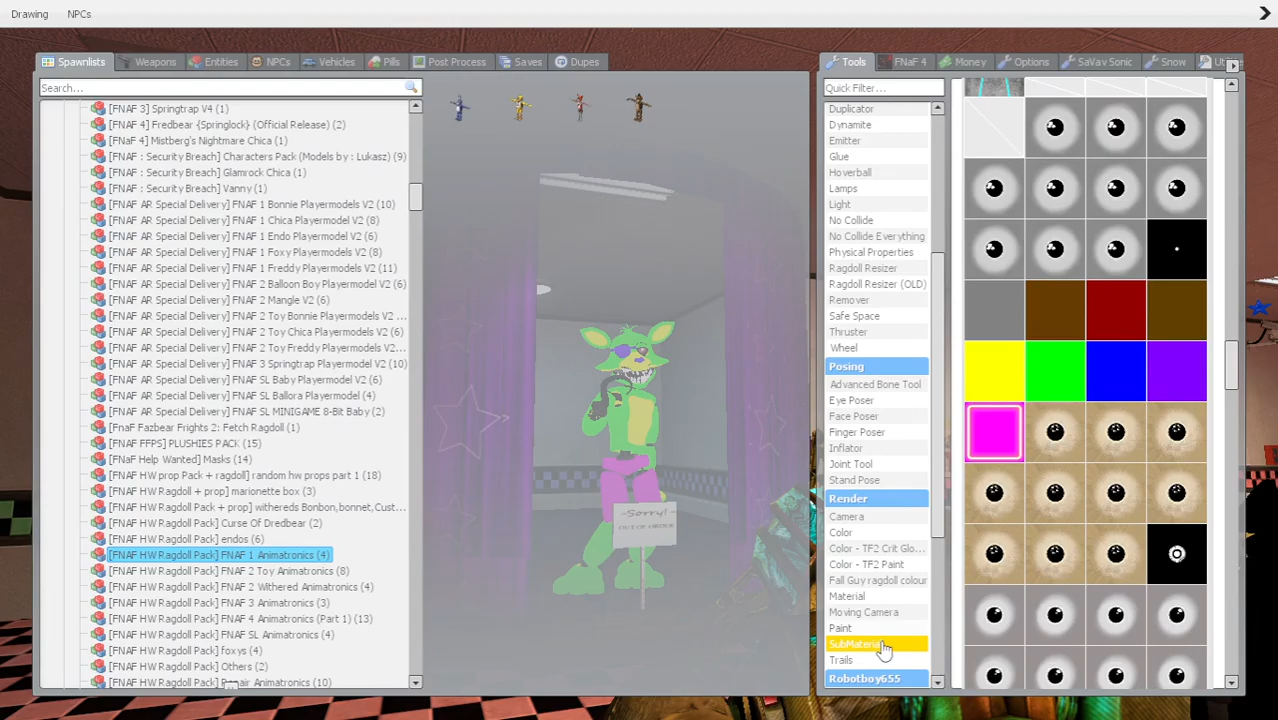 Drawing NPCs
Spawnlists Weapons Entities NPCs Vehicles Pills Post Process Saves Dupes
Tools FNAF 4 Money Options SaVav Sonic Snow
Search...
Quick Filter...
[FNAF 3] Springtrap V4 (1)
[FNAF 4] Fredbear {Springlock} (Official Release) (2)
[FnaF 4] Mistberg's Nightmare Chica (1)
[FNAF : Security Breach] Characters Pack (Models by : Lukasz) (9)
[FNAF : Security Breach] Glamrock Chica (1)
[FNAF : Security Breach] Vanny (1)
[FNAF AR Special Delivery] FNAF 1 Bonnie Playermodels V2 (10)
[FNAF AR Special Delivery] FNAF 1 Chica Playermodels V2 (8)
[FNAF AR Special Delivery] FNAF 1 Endo Playermodel V2 (6)
[FNAF AR Special Delivery] FNAF 1 Foxy Playermodels V2 (8)
[FNAF AR Special Delivery] FNAF 1 Freddy Playermodels V2 (11)
[FNAF AR Special Delivery] FNAF 2 Balloon Boy Playermodels V2 (6)
[FNAF AR Special Delivery] FNAF 2 Mangle V2 (6)
[FNAF AR Special Delivery] FNAF 2 Toy Bonnie Playermodels V2 ...
[FNAF AR Special Delivery] FNAF 2 Toy Chica Playermodels V2 (6)
[FNAF AR Special Delivery] FNAF 2 Toy Freddy Playermodels V2...
[FNAF AR Special Delivery] FNAF 3 Springtrap Playermodels V2 (10)
[FNAF AR Special Delivery] FNAF SL Baby Playermodels V2 (6)
[FNAF AR Special Delivery] FNAF SL Ballora Playermodels (4)
[FNAF AR Special Delivery] FNAF SL MINIGAME 8-Bit Baby (2)
[FNaF Fazbear Frights 2: Fetch Ragdoll (1)
[FNAF FFPS] PLUSHIES PACK (15)
[FNAF Help Wanted] Masks (14)
[FNAF HW prop Pack + ragdoll] random hw props part 1 (18)
[FNAF HW Ragdoll + prop] marionette box (3)
[FNAF HW Ragdoll Pack + prop] withereds Bonbon,bonnet,Cust...
[FNAF HW Ragdoll Pack] Curse Of Dredbear (2)
[FNAF HW Ragdoll Pack] endos (6)
[FNAF HW Ragdoll Pack] FNAF 1 Animatronics (4)
[FNAF HW Ragdoll Pack] FNAF 2 Toy Animatronics (8)
[FNAF HW Ragdoll Pack] FNAF 2 Withered Animatronics (4)
[FNAF HW Ragdoll Pack] FNAF 3 Animatronics (3)
[FNAF HW Ragdoll Pack] FNAF 4 Animatronics (Part 1) (13)
[FNAF HW Ragdoll Pack] FNAF SL Animatronics (4)
[FNAF HW Ragdoll Pack] foxys (4)
[FNAF HW Ragdoll Pack] Others (2)
[FNAF HW Ragdoll Pack] Repair Animatronics (10)
-Sorry!-
OUT OF ORDER
Duplicator
Dynamite
Emitter
Glue
Hoverball
Lamps
Light
No Collide
No Collide Everything
Physical Properties
Ragdoll Resizer
Ragdoll Resizer (OLD)
Remover
Safe Space
Thruster
Wheel
Posing
Advanced Bone Tool
Eye Poser
Face Poser
Finger Poser
Inflator
Joint Tool
Stand Pose
Render
Camera
Color
Color - TF2 Crit Glo...
Color - TF2 Paint
Fall Guy ragdoll colour
Material
Moving Camera
Paint
SubMaterial
Trails
Robotboy655